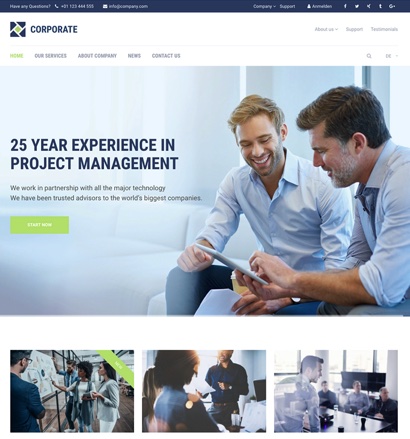 Have any Questions? +01 123 444 555 info@company.com Company Support Anmelden
CORPORATE
About us Support Testimonials
HOME OUR SERVICES ABOUT COMPANY NEWS CONTACT US DE
25 YEAR EXPERIENCE IN
PROJECT MANAGEMENT
We work in partnership with all the major technology
We have been trusted advisors to the world's biggest companies.
START NOW